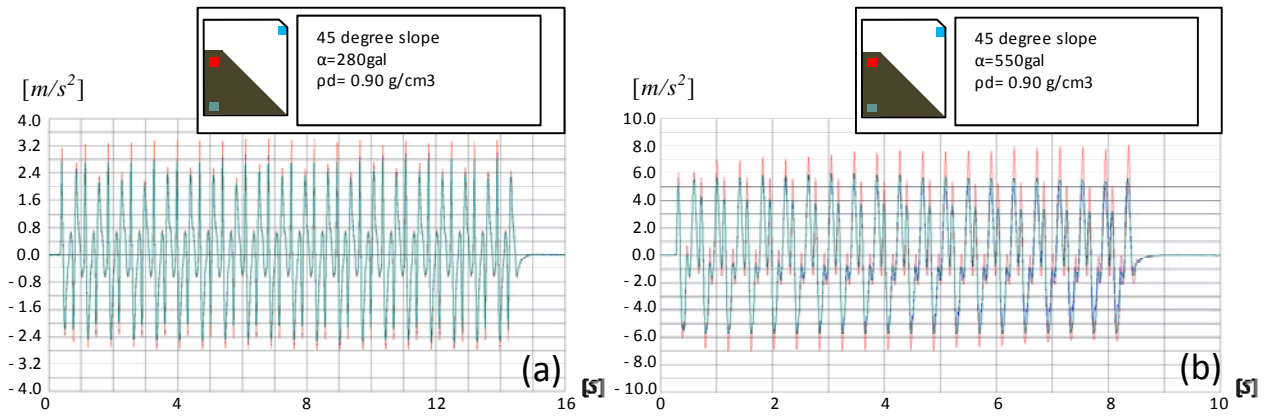 45 degree slope
α=280gal
ρd= 0.90 g/cm3
[m/s²]
4.0
3.2
2.4
1.6
0.8
0.0
- 0.8
- 1.6
- 2.4
- 3.2
- 4.0
0 4 8 12 16 [s]
(a)
45 degree slope
α=550gal
ρd= 0.90 g/cm3
[m/s²]
10.0
8.0
6.0
4.0
2.0
0.0
- 2.0
- 4.0
- 6.0
- 8.0
- 10.0
0 2 4 6 8 10 [s]
(b)